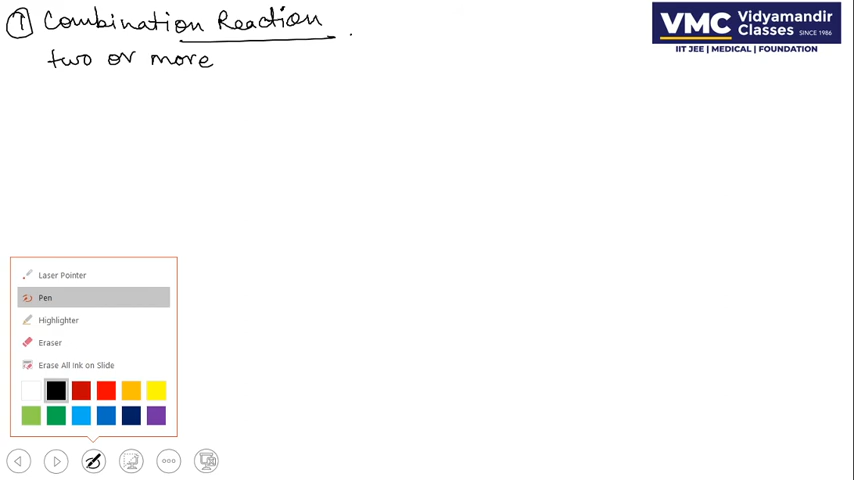 ① Combination Reaction .
two or more
VMC Vidyamandir Classes SINCE 1986
IIT JEE | MEDICAL | FOUNDATION
Laser Pointer
Pen
Highlighter
Eraser
Erase All Ink on Slide